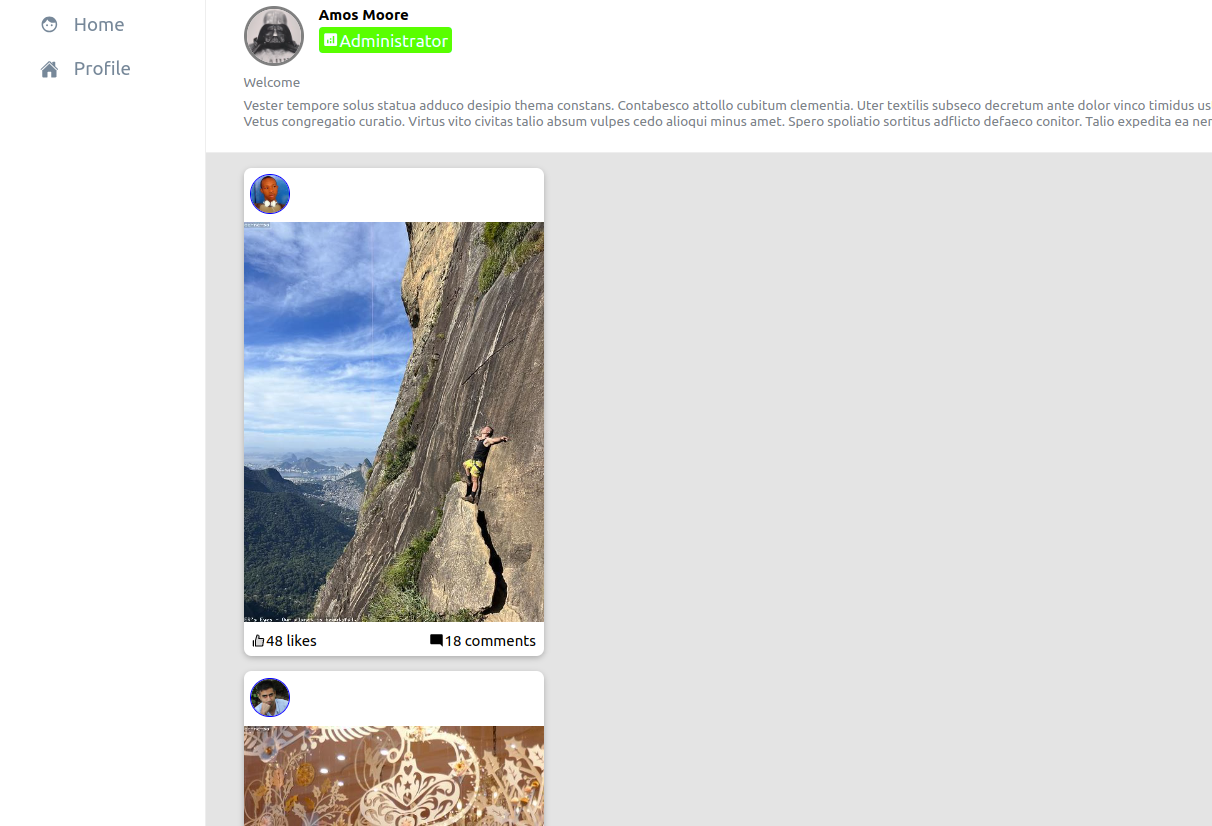 Home
Profile
Amos Moore
Administrator
Welcome
Vester tempore solus statua adduco desipio thema constans. Contabesco attollo cubitum clementia. Uter textilis subseco decretum ante dolor vinco timidus us
Vetus congregatio curatio. Virtus vito civitas talio absum vulpes cedo alioqui minus amet. Spero spoliatio sortitus adflicto defaeco conitor. Talio expedita ea ner
48 likes
18 comments